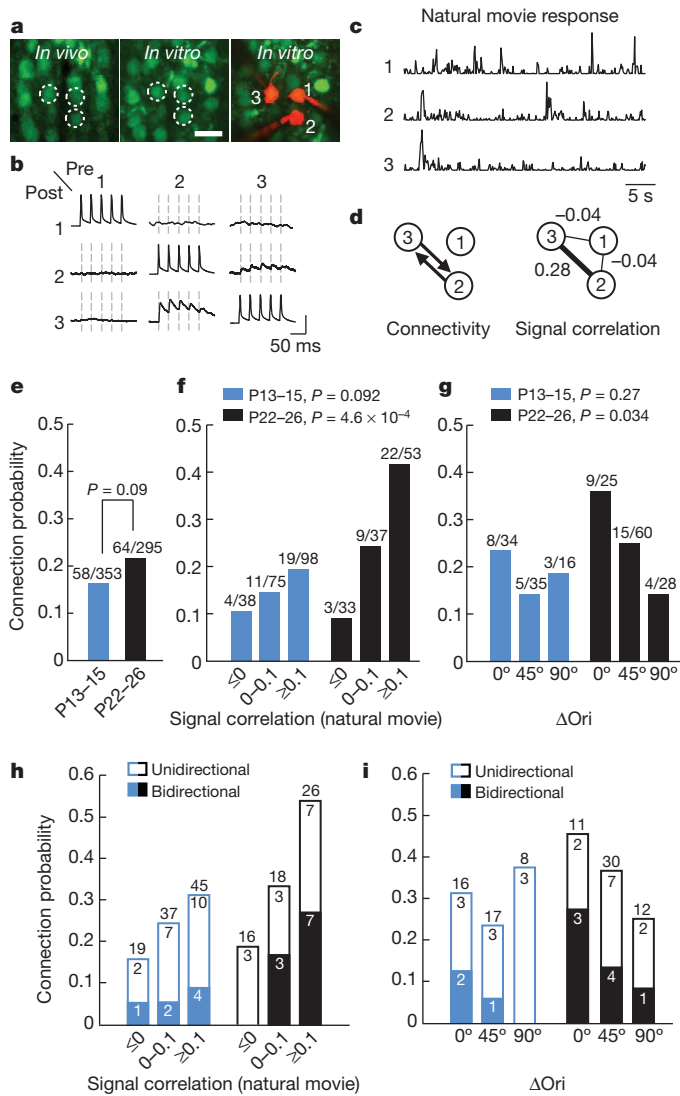 a
In vivo
In vitro
In vitro
3
1
2
b
Pre
Post
1
2
3
1
2
3
50 ms
c
Natural movie response
1
2
3
5 s
d
3
1
2
Connectivity
–0.04
3
1
–0.04
0.28
2
Signal correlation
e
Connection probability
0.5
0.4
0.3
0.2
0.1
0
P = 0.09
64/295
58/353
P13–15
P22–26
f
P13–15, P = 0.092
P22–26, P = 4.6 × 10⁻⁴
0.5
0.4
0.3
0.2
0.1
0
4/38
11/75
19/98
3/33
9/37
22/53
≤0
0–0.1
≥0.1
≤0
0–0.1
≥0.1
Signal correlation (natural movie)
g
P13–15, P = 0.27
P22–26, P = 0.034
0.5
0.4
0.3
0.2
0.1
0
8/34
5/35
3/16
9/25
15/60
4/28
0º 45º 90º
0º 45º 90º
ΔOri
h
Unidirectional
Bidirectional
Connection probability
0.6
0.5
0.4
0.3
0.2
0.1
0
19
2
1
37
7
2
45
10
4
16
3
18
3
3
26
7
7
≤0
0–0.1
≥0.1
≤0
0–0.1
≥0.1
Signal correlation (natural movie)
i
Unidirectional
Bidirectional
0.6
0.5
0.4
0.3
0.2
0.1
0
16
3
2
17
3
1
8
3
11
2
3
30
7
4
12
2
1
0º 45º 90º
0º 45º 90º
ΔOri